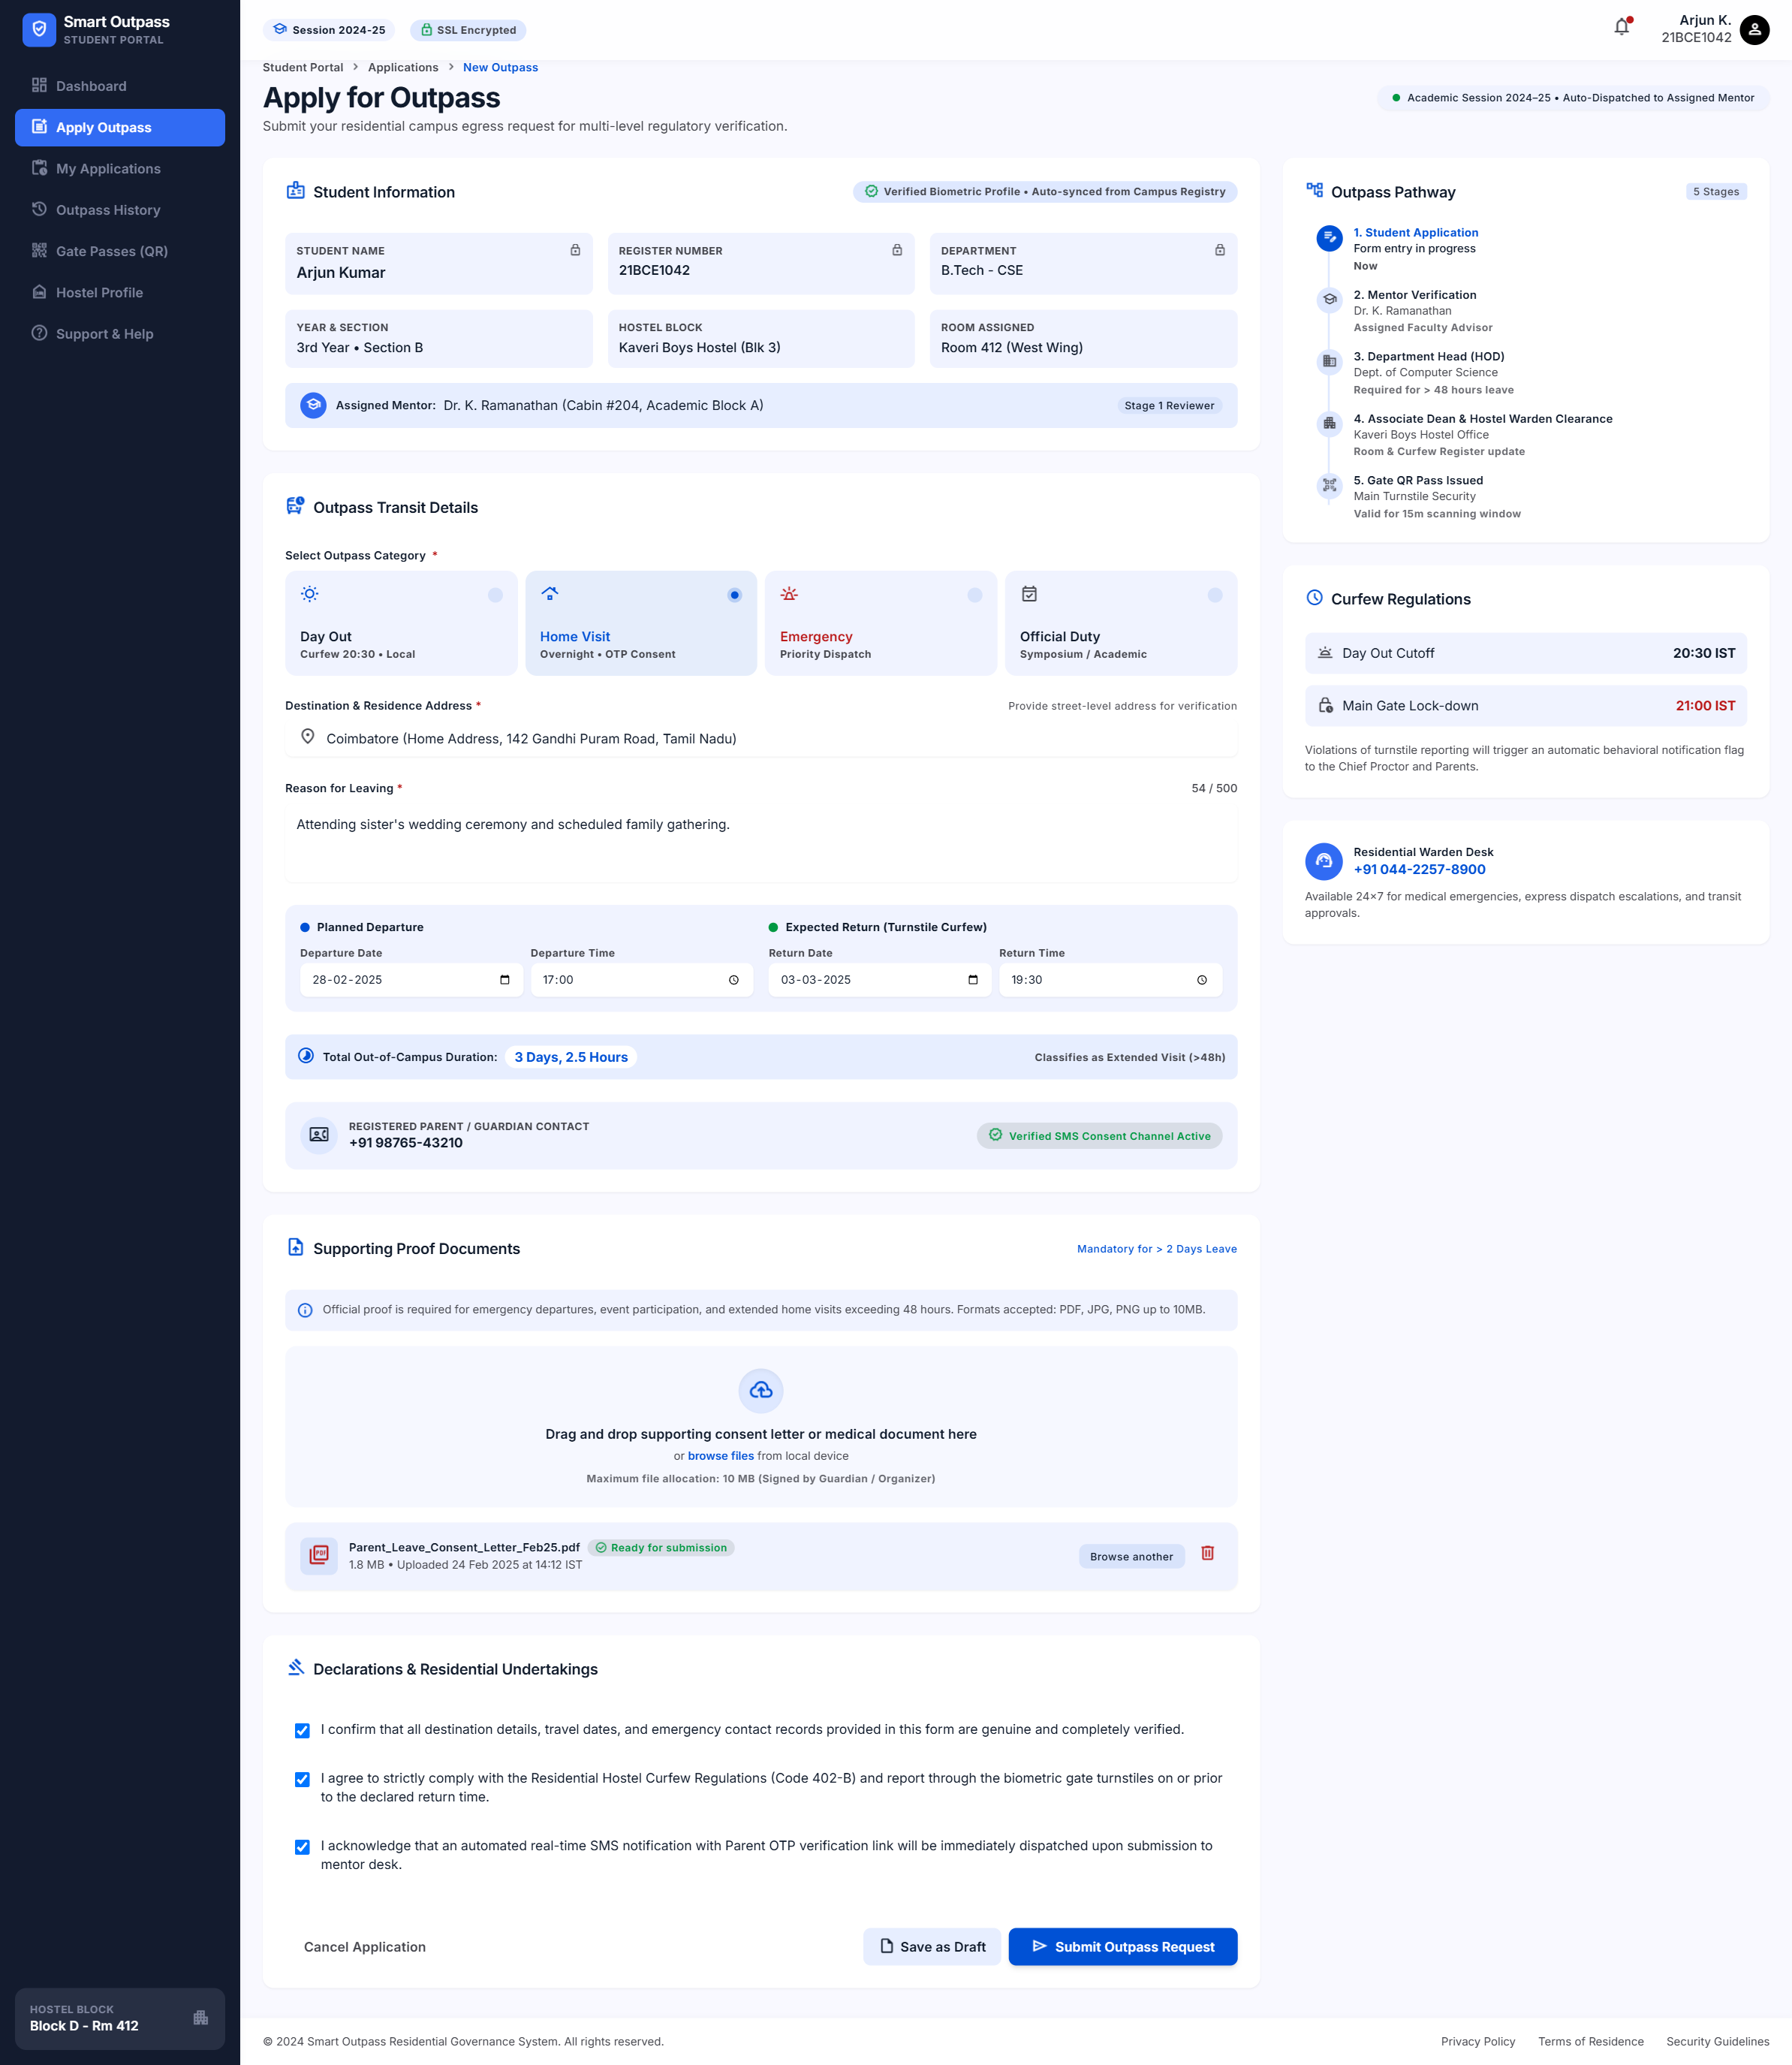 Smart Outpass
STUDENT PORTAL
Dashboard
Apply Outpass
My Applications
Outpass History
Gate Passes (QR)
Hostel Profile
Support & Help
HOSTEL BLOCK
Block D - Rm 412
Session 2024-25
SSL Encrypted
Arjun K.
21BCE1042
Student Portal > Applications > New Outpass
Apply for Outpass
Submit your residential campus egress request for multi-level regulatory verification.
Academic Session 2024–25 • Auto-Dispatched to Assigned Mentor
Student Information
Verified Biometric Profile • Auto-synced from Campus Registry
STUDENT NAME
Arjun Kumar
REGISTER NUMBER
21BCE1042
DEPARTMENT
B.Tech - CSE
YEAR & SECTION
3rd Year • Section B
HOSTEL BLOCK
Kaveri Boys Hostel (Blk 3)
ROOM ASSIGNED
Room 412 (West Wing)
Assigned Mentor: Dr. K. Ramanathan (Cabin #204, Academic Block A)
Stage 1 Reviewer
Outpass Transit Details
Select Outpass Category *
Day Out
Curfew 20:30 • Local
Home Visit
Overnight • OTP Consent
Emergency
Priority Dispatch
Official Duty
Symposium / Academic
Destination & Residence Address *
Provide street-level address for verification
Coimbatore (Home Address, 142 Gandhi Puram Road, Tamil Nadu)
Reason for Leaving *
54 / 500
Attending sister's wedding ceremony and scheduled family gathering.
Planned Departure
Departure Date
28-02-2025
Departure Time
17:00
Expected Return (Turnstile Curfew)
Return Date
03-03-2025
Return Time
19:30
Total Out-of-Campus Duration: 3 Days, 2.5 Hours
Classifies as Extended Visit (>48h)
REGISTERED PARENT / GUARDIAN CONTACT
+91 98765-43210
Verified SMS Consent Channel Active
Supporting Proof Documents
Mandatory for > 2 Days Leave
Official proof is required for emergency departures, event participation, and extended home visits exceeding 48 hours. Formats accepted: PDF, JPG, PNG up to 10MB.
Drag and drop supporting consent letter or medical document here
or browse files from local device
Maximum file allocation: 10 MB (Signed by Guardian / Organizer)
PDF
Parent_Leave_Consent_Letter_Feb25.pdf
Ready for submission
1.8 MB • Uploaded 24 Feb 2025 at 14:12 IST
Browse another
Declarations & Residential Undertakings
I confirm that all destination details, travel dates, and emergency contact records provided in this form are genuine and completely verified.
I agree to strictly comply with the Residential Hostel Curfew Regulations (Code 402-B) and report through the biometric gate turnstiles on or prior
to the declared return time.
I acknowledge that an automated real-time SMS notification with Parent OTP verification link will be immediately dispatched upon submission to
mentor desk.
Cancel Application
Save as Draft
Submit Outpass Request
Outpass Pathway
5 Stages
1. Student Application
Form entry in progress
Now
2. Mentor Verification
Dr. K. Ramanathan
Assigned Faculty Advisor
3. Department Head (HOD)
Dept. of Computer Science
Required for > 48 hours leave
4. Associate Dean & Hostel Warden Clearance
Kaveri Boys Hostel Office
Room & Curfew Register update
5. Gate QR Pass Issued
Main Turnstile Security
Valid for 15m scanning window
Curfew Regulations
Day Out Cutoff
20:30 IST
Main Gate Lock-down
21:00 IST
Violations of turnstile reporting will trigger an automatic behavioral notification flag
to the Chief Proctor and Parents.
Residential Warden Desk
+91 044-2257-8900
Available 24×7 for medical emergencies, express dispatch escalations, and transit
approvals.
© 2024 Smart Outpass Residential Governance System. All rights reserved.
Privacy Policy
Terms of Residence
Security Guidelines